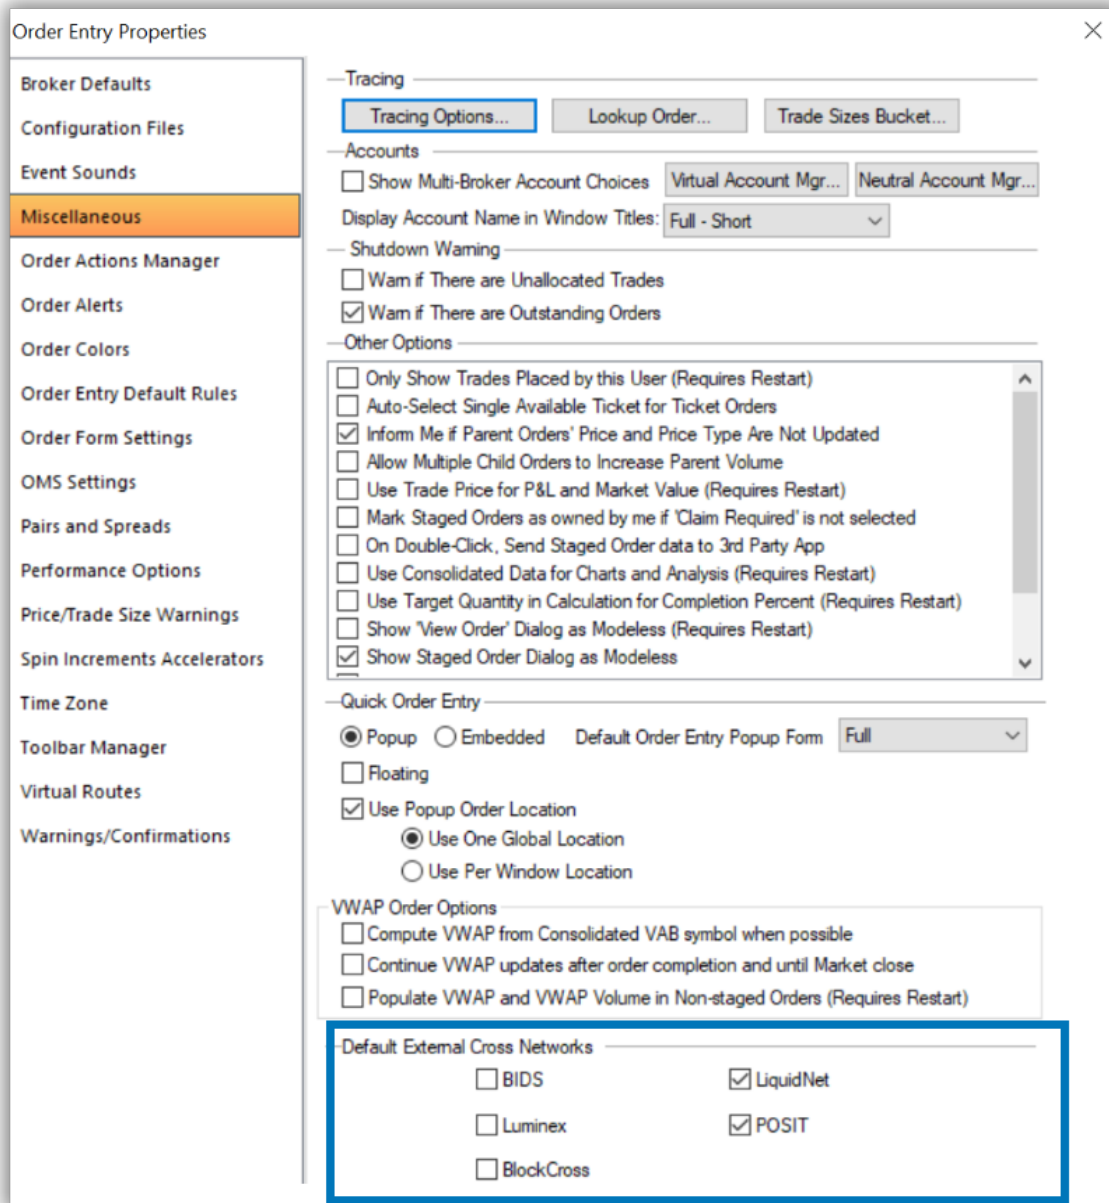 Order Entry Properties
Broker Defaults
Configuration Files
Event Sounds
Miscellaneous
Order Actions Manager
Order Alerts
Order Colors
Order Entry Default Rules
Order Form Settings
OMS Settings
Pairs and Spreads
Performance Options
Price/Trade Size Warnings
Spin Increments Accelerators
Time Zone
Toolbar Manager
Virtual Routes
Warnings/Confirmations
Tracing
Tracing Options... Lookup Order... Trade Sizes Bucket...
Accounts
Show Multi-Broker Account Choices Virtual Account Mgr... Neutral Account Mgr...
Display Account Name in Window Titles: Full - Short
Shutdown Warning
Warn if There are Unallocated Trades
Warn if There are Outstanding Orders
Other Options
Only Show Trades Placed by this User (Requires Restart)
Auto-Select Single Available Ticket for Ticket Orders
Inform Me if Parent Orders' Price and Price Type Are Not Updated
Allow Multiple Child Orders to Increase Parent Volume
Use Trade Price for P&L and Market Value (Requires Restart)
Mark Staged Orders as owned by me if 'Claim Required' is not selected
On Double-Click, Send Staged Order data to 3rd Party App
Use Consolidated Data for Charts and Analysis (Requires Restart)
Use Target Quantity in Calculation for Completion Percent (Requires Restart)
Show 'View Order' Dialog as Modeless (Requires Restart)
Show Staged Order Dialog as Modeless
Quick Order Entry
Popup Embedded Default Order Entry Popup Form Full
Floating
Use Popup Order Location
Use One Global Location
Use Per Window Location
VWAP Order Options
Compute VWAP from Consolidated VAB symbol when possible
Continue VWAP updates after order completion and until Market close
Populate VWAP and VWAP Volume in Non-staged Orders (Requires Restart)
Default External Cross Networks
BIDS LiquidNet
Luminex POSIT
BlockCross